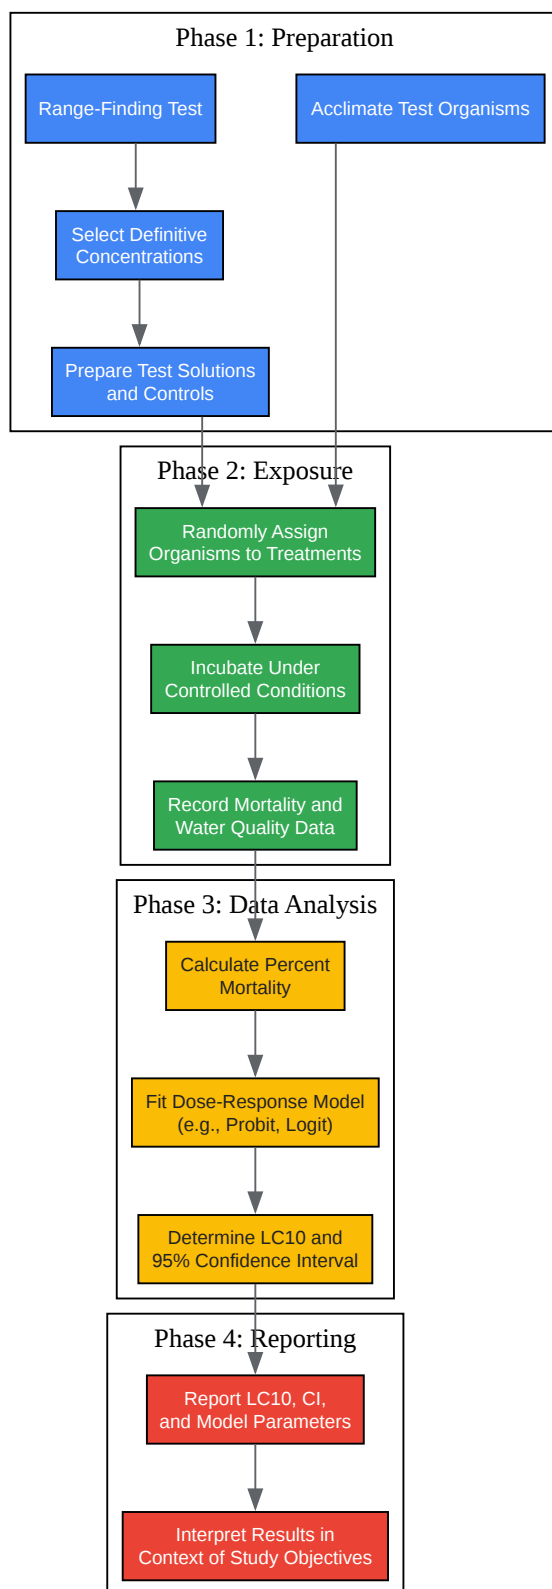 Phase 1: Preparation
Range-Finding Test
Acclimate Test Organisms
Select Definitive
Concentrations
Prepare Test Solutions
and Controls
Phase 2: Exposure
Randomly Assign
Organisms to Treatments
Incubate Under
Controlled Conditions
Record Mortality and
Water Quality Data
Phase 3: Data Analysis
Calculate Percent
Mortality
Fit Dose-Response Model
(e.g., Probit, Logit)
Determine LC10 and
95% Confidence Interval
Phase 4: Reporting
Report LC10, CI,
and Model Parameters
Interpret Results in
Context of Study Objectives